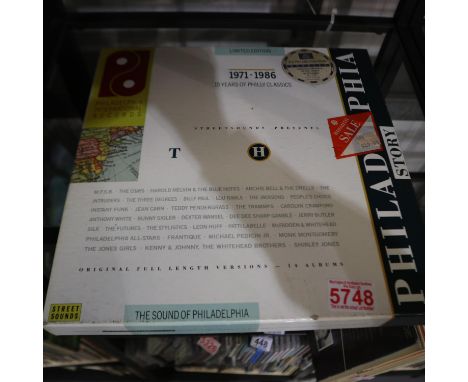 LIMITED EDITION
1971-1986
15 YEARS OF PHILLY CLASSICS
PHILADELPHIA
INTERNATIONAL
RECORDS
STREETSOUNDS PRESENTS
SALE
T H
PHILADELPHIA
STORY
M.F.S.B. · THE O'JAYS · HAROLD MELVIN & THE BLUE NOTES · ARCHIE BELL & THE DRELLS · THE
INTRUDERS · THE THREE DEGREES · BILLY PAUL · LOU RAWLS · THE JACKSONS · PEOPLE'S CHOICE
INSTANT FUNK · JEAN CARN · TEDDY PENDERGRASS · THE TRAMMPS · CAROLYN CRAWFORD
ANTHONY WHITE · BUNNY SIGLER · DEXTER WANSEL · DEE DEE SHARP GAMBLE · JERRY BUTLER
SILK · THE FUTURES · THE STYLISTICS · LEON HUFF · PATTI LABELLE · McFADDEN & WHITEHEAD
PHILADELPHIA ALL-STARS · FRANTIQUE · MICHAEL PEDICIN JR. · MONK MONTGOMERY
THE JONES GIRLS · KENNY & JOHNNY, THE WHITEHEAD BROTHERS · SHIRLEY JONES
ORIGINAL FULL LENGTH VERSIONS – 14 ALBUMS
5748
STREET
SOUNDS
THE SOUND OF PHILADELPHIA
448